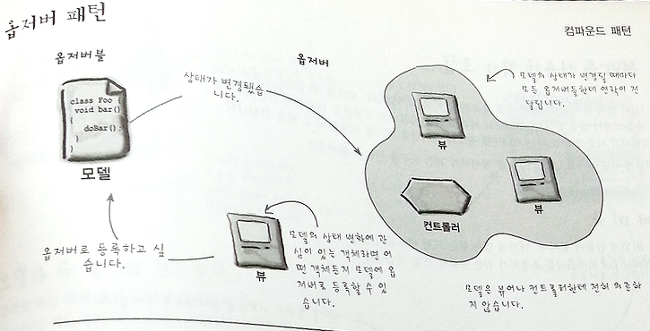 옵저버 패턴
컴파운드 패턴
옵저버블
옵저버
class Foo {
void bar()
{
doBar();
}
}
모델
상태가 변경됐습
니다.
모델의 상태가 변경될 때마다
모든 옵저버들한테 연락이 전
달됩니다.
뷰
뷰
컨트롤러
옵저버로 등록하고 싶
습니다.
뷰
모델의 상태 변화에 관
심이 있는 객체라면 어
떤 객체든지 모델에 옵
저버로 등록할 수 있
습니다.
모델은 뷰어나 컨트롤러한테 전혀 의존하
지 않습니다.